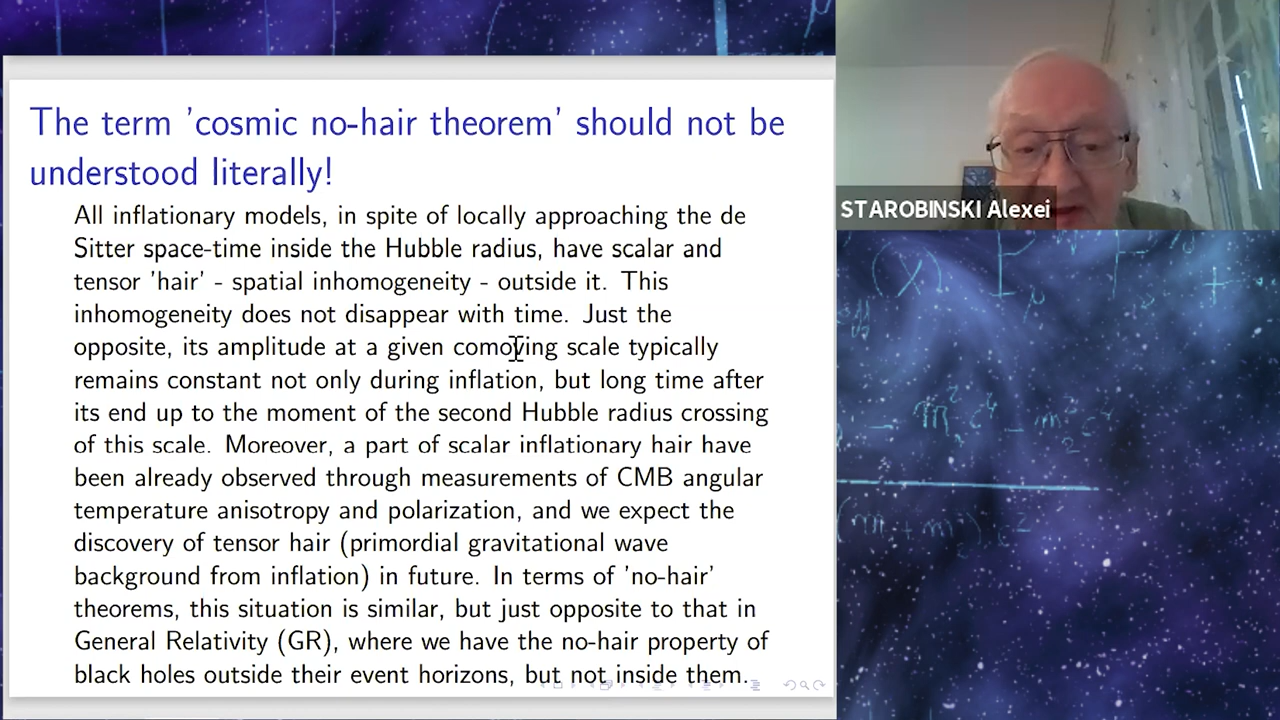 The term 'cosmic no-hair theorem' should not be
understood literally!
All inflationary models, in spite of locally approaching the de
Sitter space-time inside the Hubble radius, have scalar and
tensor 'hair' - spatial inhomogeneity - outside it. This
inhomogeneity does not disappear with time. Just the
opposite, its amplitude at a given comoving scale typically
remains constant not only during inflation, but long time after
its end up to the moment of the second Hubble radius crossing
of this scale. Moreover, a part of scalar inflationary hair have
been already observed through measurements of CMB angular
temperature anisotropy and polarization, and we expect the
discovery of tensor hair (primordial gravitational wave
background from inflation) in future. In terms of 'no-hair'
theorems, this situation is similar, but just opposite to that in
General Relativity (GR), where we have the no-hair property of
black holes outside their event horizons, but not inside them.
STAROBINSKI Alexei